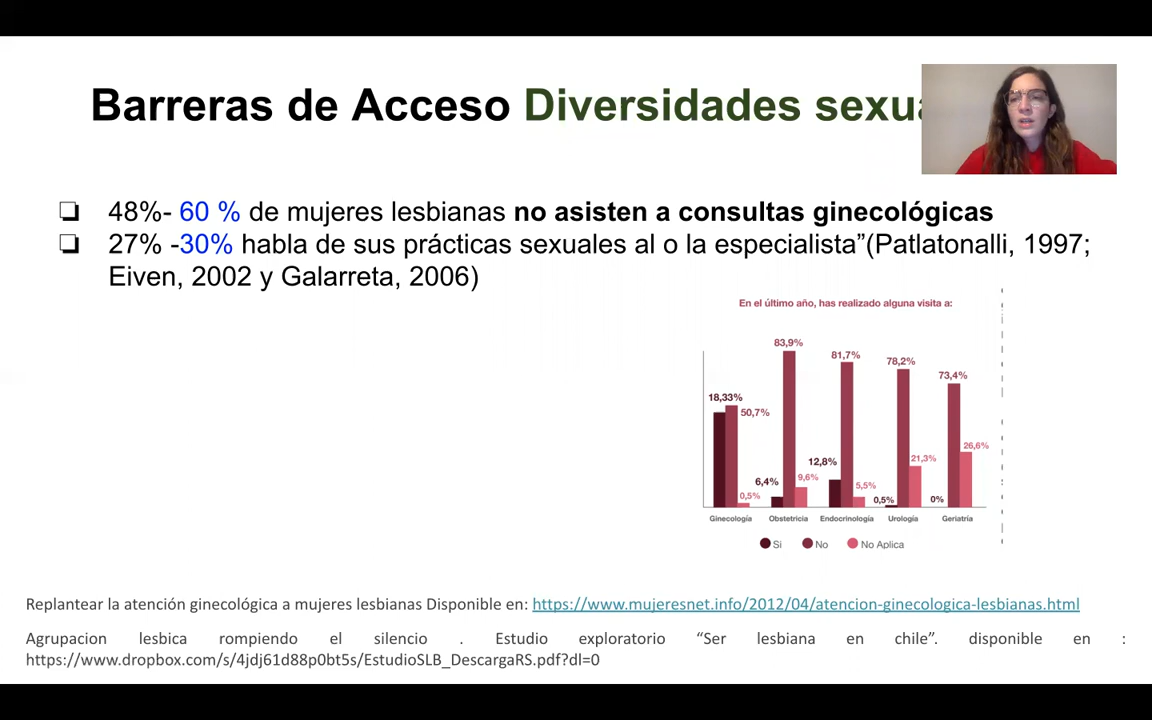 Barreras de Acceso Diversidades sexua
❏ 48%- 60 % de mujeres lesbianas no asisten a consultas ginecológicas
❏ 27% -30% habla de sus prácticas sexuales al o la especialista”(Patlatonalli, 1997;
Eiven, 2002 y Galarreta, 2006)
En el último año, has realizado alguna visita a:
18,33% 50,7% 0,5%
6,4% 83,9% 9,6%
12,8% 81,7% 5,5%
0,5% 78,2% 21,3%
0% 73,4% 26,6%
Ginecología Obstetricia Endocrinología Urología Geriatría
Si No No Aplica
Replantear la atención ginecológica a mujeres lesbianas Disponible en: https://www.mujeresnet.info/2012/04/atencion-ginecologica-lesbianas.html
Agrupacion lesbica rompiendo el silencio . Estudio exploratorio “Ser lesbiana en chile”. disponible en :
https://www.dropbox.com/s/4jdj61d88p0bt5s/EstudioSLB_DescargaRS.pdf?dl=0